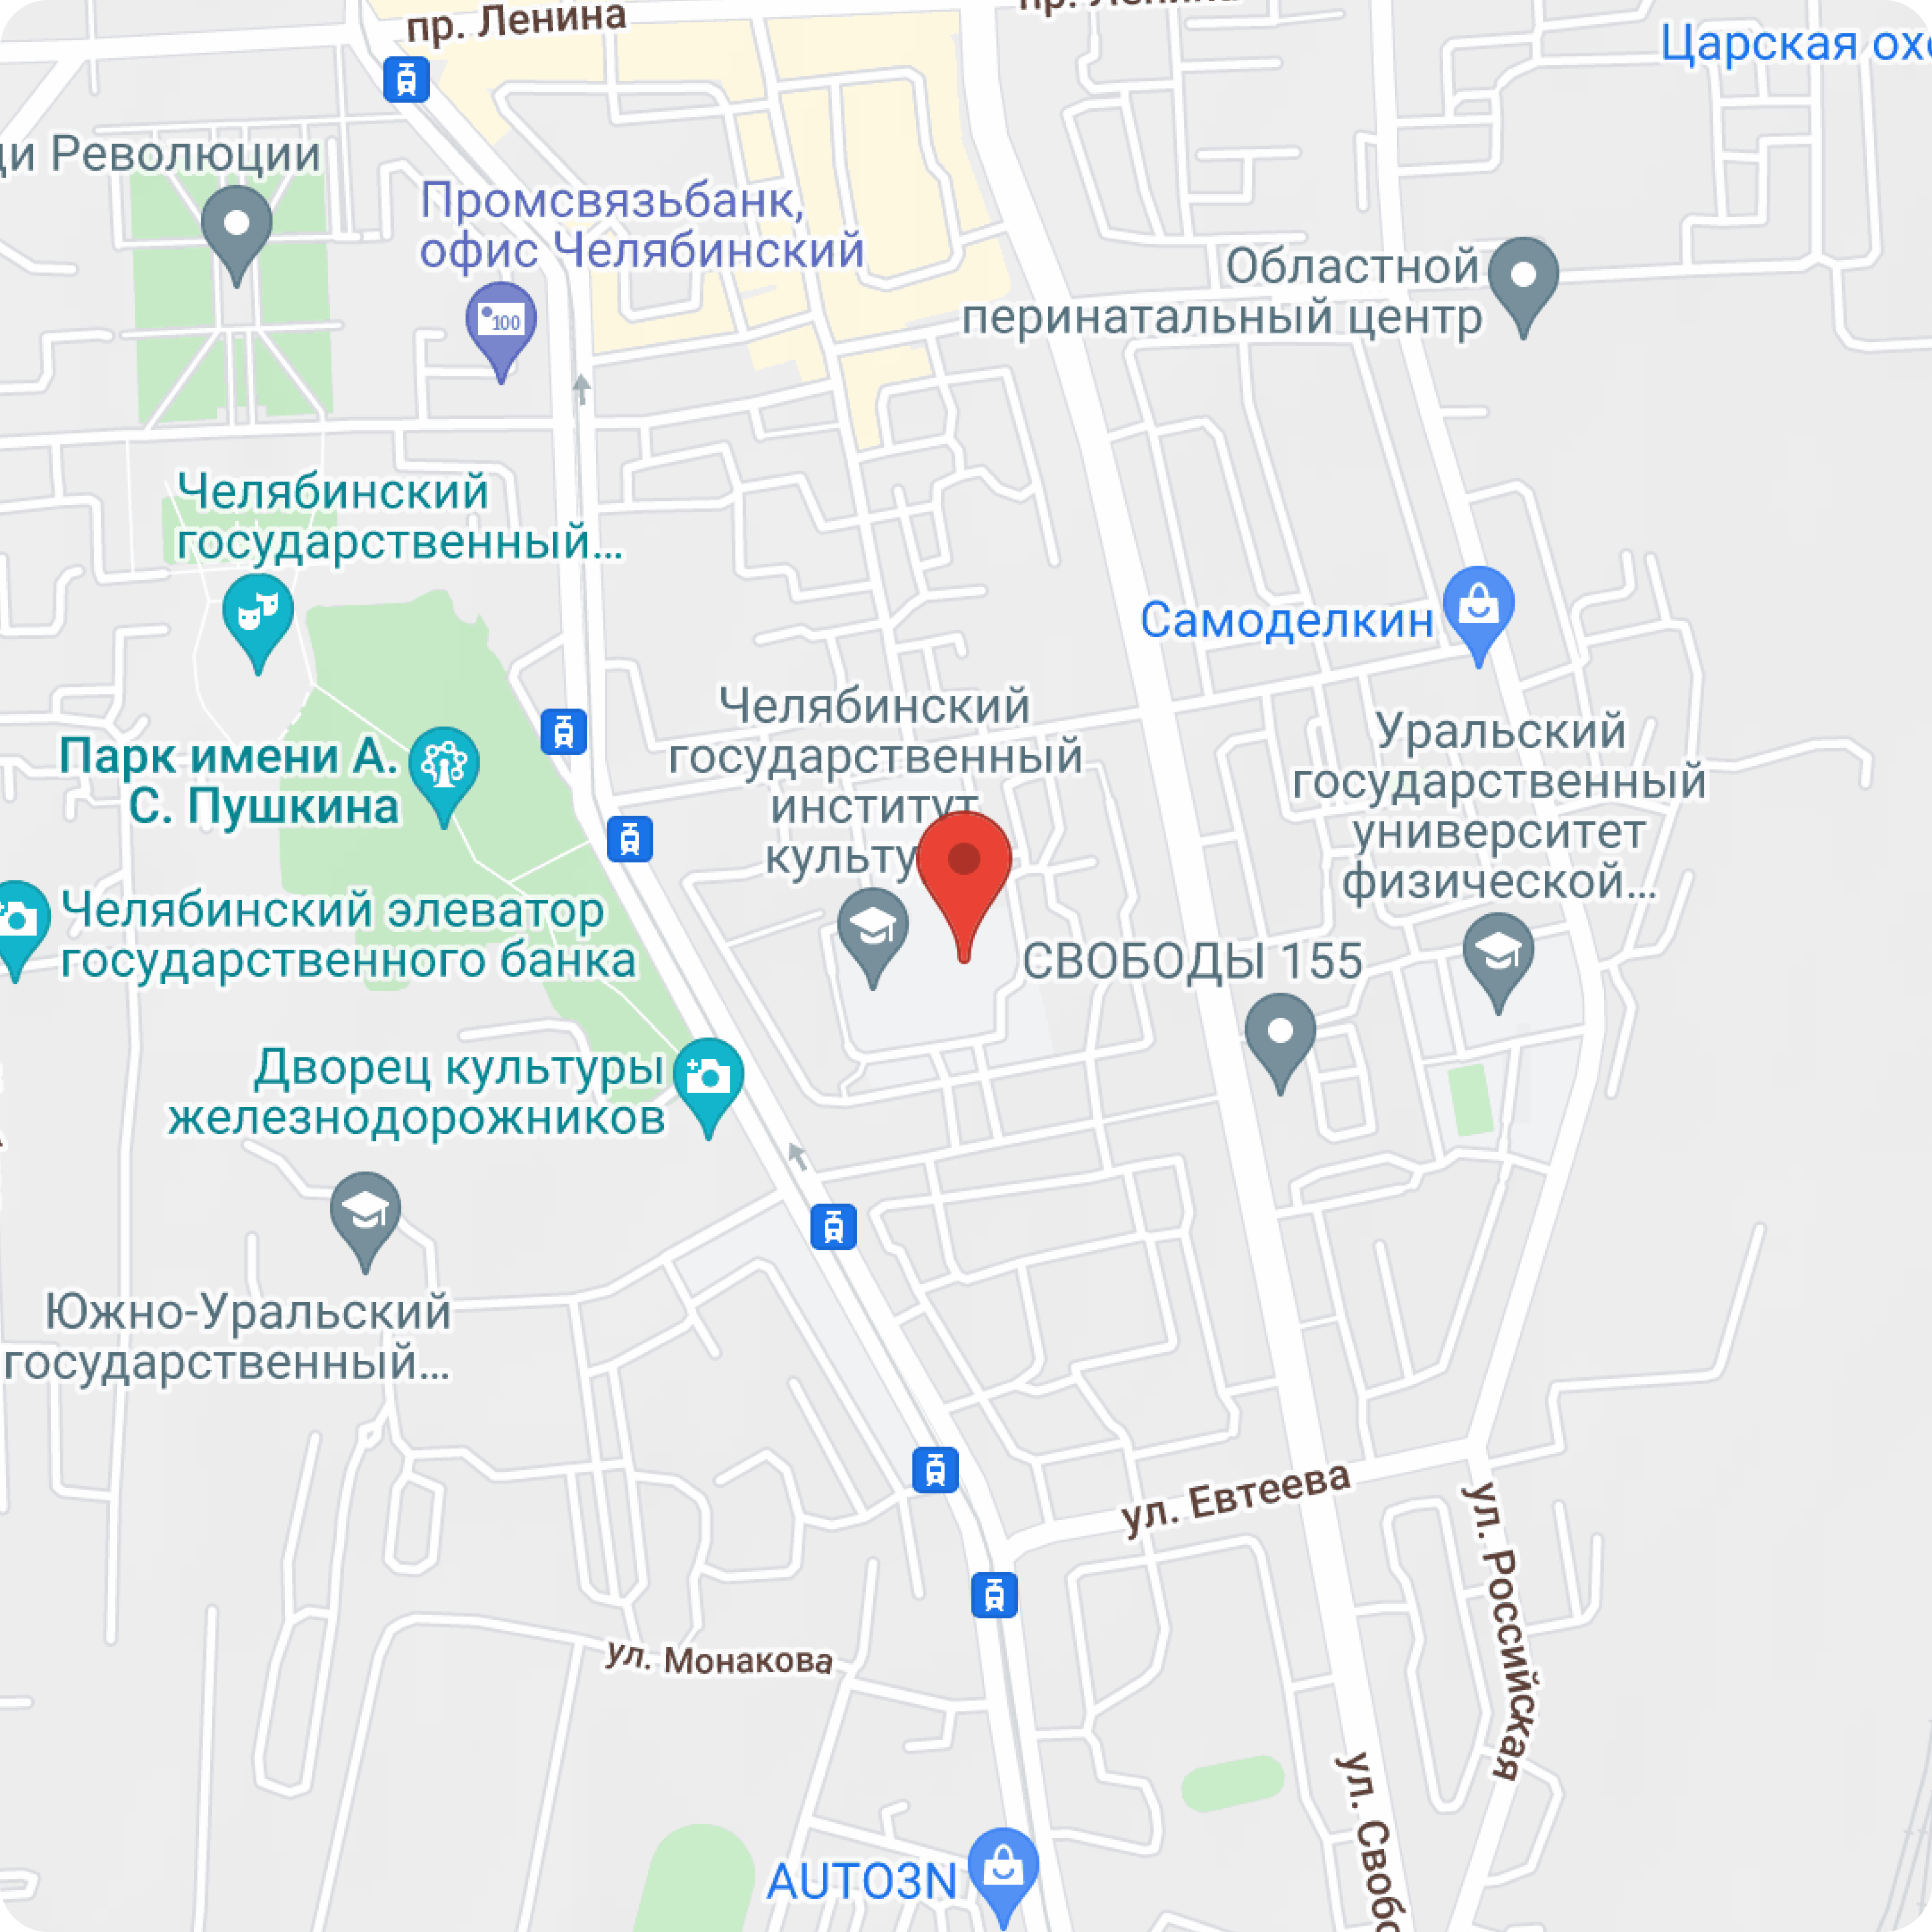 пр. Ленина
пр. Ленина
Царская охо
ди Революции
Промсвязьбанк,
офис Челябинский
100
Областной
перинатальный центр
Челябинский
государственный...
Самоделкин
Челябинский
государственный
институт
культу
Уральский
государственный
университет
физической...
Парк имени А.
С. Пушкина
Челябинский элеватор
государственного банка
СВОБОДЫ 155
Дворец культуры
железнодорожников
Южно-Уральский
государственный...
ул. Евтеева
ул. Российская
ул. Монакова
ул. Свобо
AUTO3N